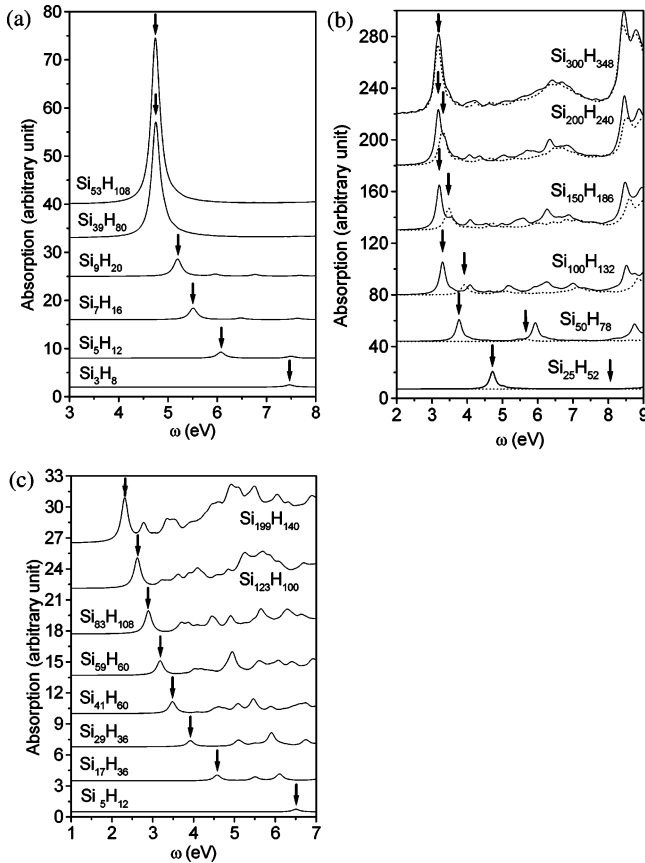 (a)
80
70
60
50
40
30
20
10
0
Absorption (arbitrary unit)
Si53H108
Si39H80
Si9H20
Si7H16
Si5H12
Si3H8
3 4 5 6 7 8
ω (eV)
(b)
280
240
200
160
120
80
40
0
Absorption (arbitrary unit)
Si300H348
Si200H240
Si150H186
Si100H132
Si50H78
Si25H52
2 3 4 5 6 7 8 9
ω (eV)
(c)
33
30
27
24
21
18
15
12
9
6
3
0
Absorption (arbitrary unit)
Si199H140
Si123H100
Si83H108
Si59H60
Si41H60
Si29H36
Si17H36
Si5H12
1 2 3 4 5 6 7
ω (eV)